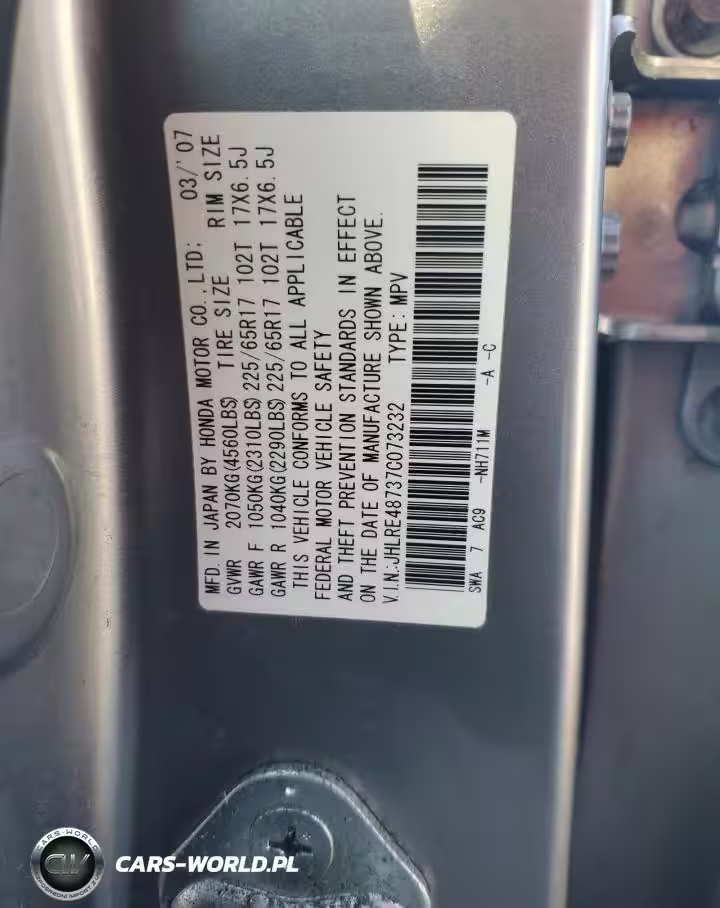 MFD. IN JAPAN BY HONDA MOTOR CO., LTD: 03/'07
GVWR 2070KG(4560LBS) TIRE SIZE RIM SIZE
GAWR F 1050KG(2310LBS) 225/65R17 102T 17X6.5J
GAWR R 1040KG(2290LBS) 225/65R17 102T 17X6.5J
THIS VEHICLE CONFORMS TO ALL APPLICABLE
FEDERAL MOTOR VEHICLE SAFETY
AND THEFT PREVENTION STANDARDS IN EFFECT
ON THE DATE OF MANUFACTURE SHOWN ABOVE.
V.I.N.:JHLRE48737C073232 TYPE: MPV
SWA 7 AC9 -NH711M -A -C
CARS-WORLD
CW
CARS-WORLD.PL